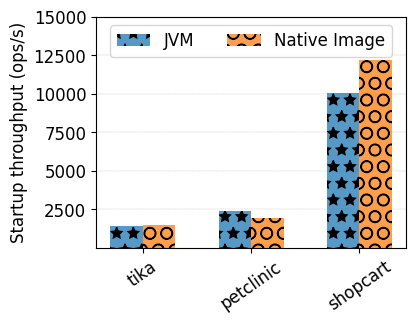 Startup throughput (ops/s)
15000
12500
10000
7500
5000
2500
JVM
Native Image
tika
petclinic
shopcart